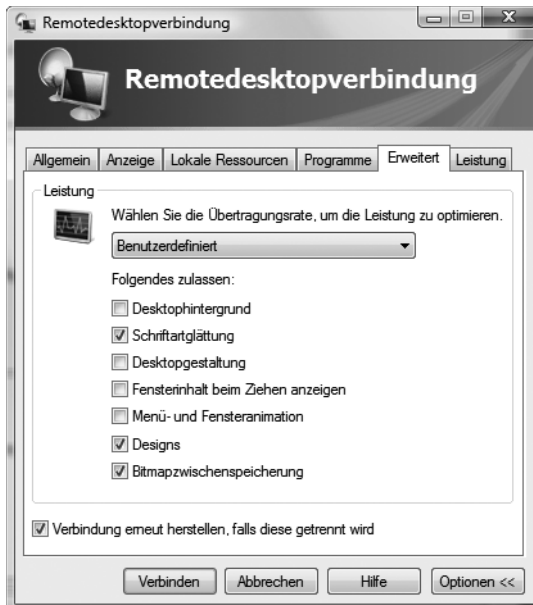 Remotedesktopverbindung
Remotedesktopverbindung
Allgemein Anzeige Lokale Ressourcen Programme Erweitert Leistung
Leistung
Wählen Sie die Übertragungsrate, um die Leistung zu optimieren.
Benutzerdefiniert
Folgendes zulassen:
Desktophintergrund
Schriftartglättung
Desktopgestaltung
Fensterinhalt beim Ziehen anzeigen
Menü- und Fensteranimation
Designs
Bitmapzwischenspeicherung
Verbindung erneut herstellen, falls diese getrennt wird
Verbinden Abbrechen Hilfe Optionen <<